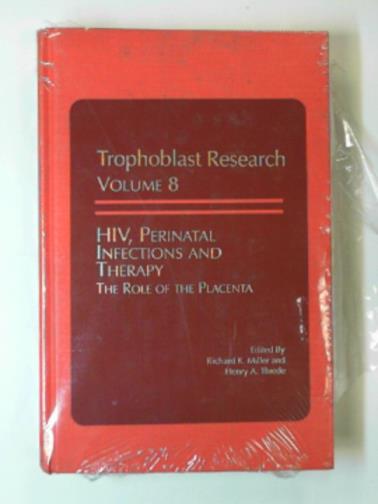 Trophoblast Research
VOLUME 8
HIV, PERINATAL
INFECTIONS AND
THERAPY
THE ROLE OF THE PLACENTA
Edited By
Richard K. Miller and
Henry A. Thiede